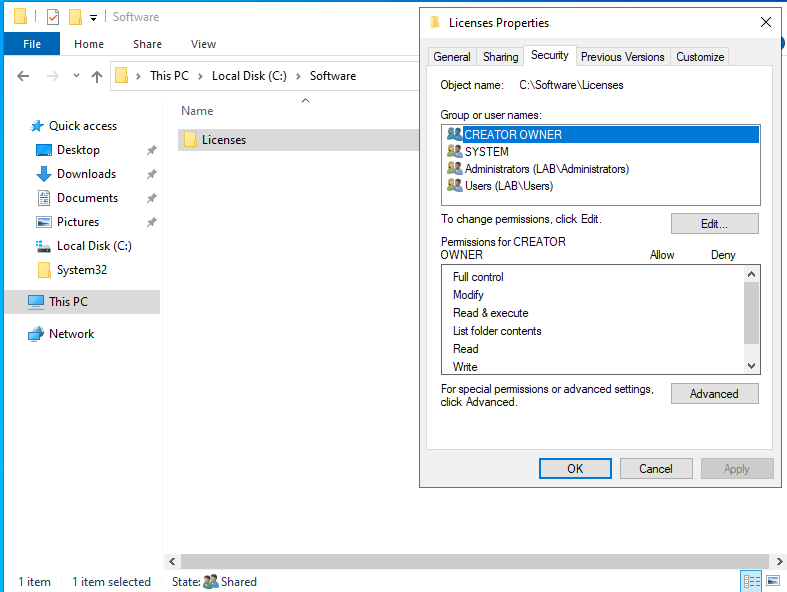 Software
File Home Share View
This PC Local Disk (C:) Software
Quick access
Desktop
Downloads
Documents
Pictures
Local Disk (C:)
System32
This PC
Network
Name
Licenses
1 item 1 item selected State: Shared
Licenses Properties
General Sharing Security Previous Versions Customize
Object name: C:\Software\Licenses
Group or user names:
CREATOR OWNER
SYSTEM
Administrators (LAB\Administrators)
Users (LAB\Users)
To change permissions, click Edit.
Edit...
Permissions for CREATOR
OWNER Allow Deny
Full control
Modify
Read & execute
List folder contents
Read
Write
For special permissions or advanced settings,
click Advanced.
Advanced
OK Cancel Apply